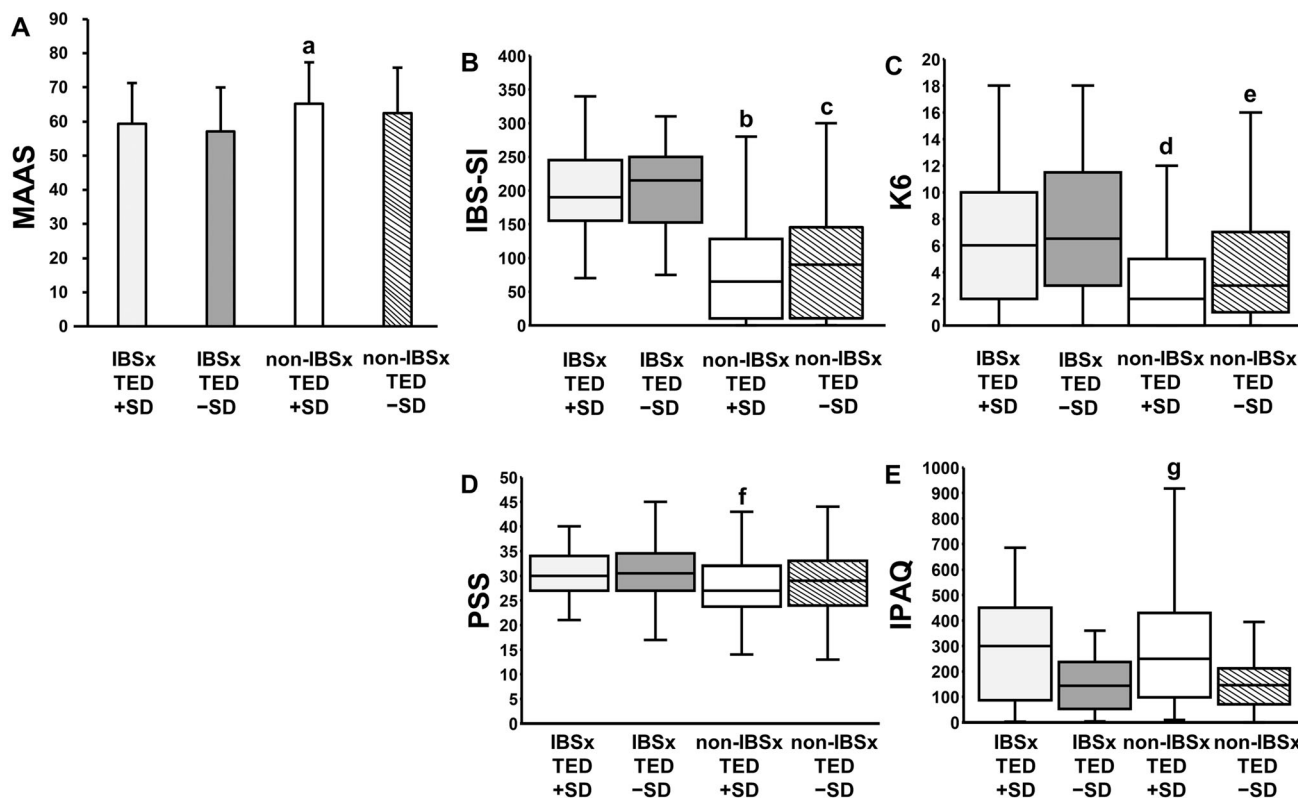 A
MAAS
90
80
70
60
50
40
30
20
10
0
a
IBSx IBSx non-IBSx non-IBSx
TED TED TED TED
+SD −SD +SD −SD
B
IBS-SI
400
350
300
250
200
150
100
50
0
b c
IBSx IBSx non-IBSx non-IBSx
TED TED TED TED
+SD −SD +SD −SD
C
K6
20
18
16
14
12
10
8
6
4
2
0
d e
IBSx IBSx non-IBSx non-IBSx
TED TED TED TED
+SD −SD +SD −SD
D
PSS
50
45
40
35
30
25
20
15
10
5
0
f
IBSx IBSx non-IBSx non-IBSx
TED TED TED TED
+SD −SD +SD −SD
E
IPAQ
1000
900
800
700
600
500
400
300
200
100
0
g
IBSx IBSx non-IBSx non-IBSx
TED TED TED TED
+SD −SD +SD −SD